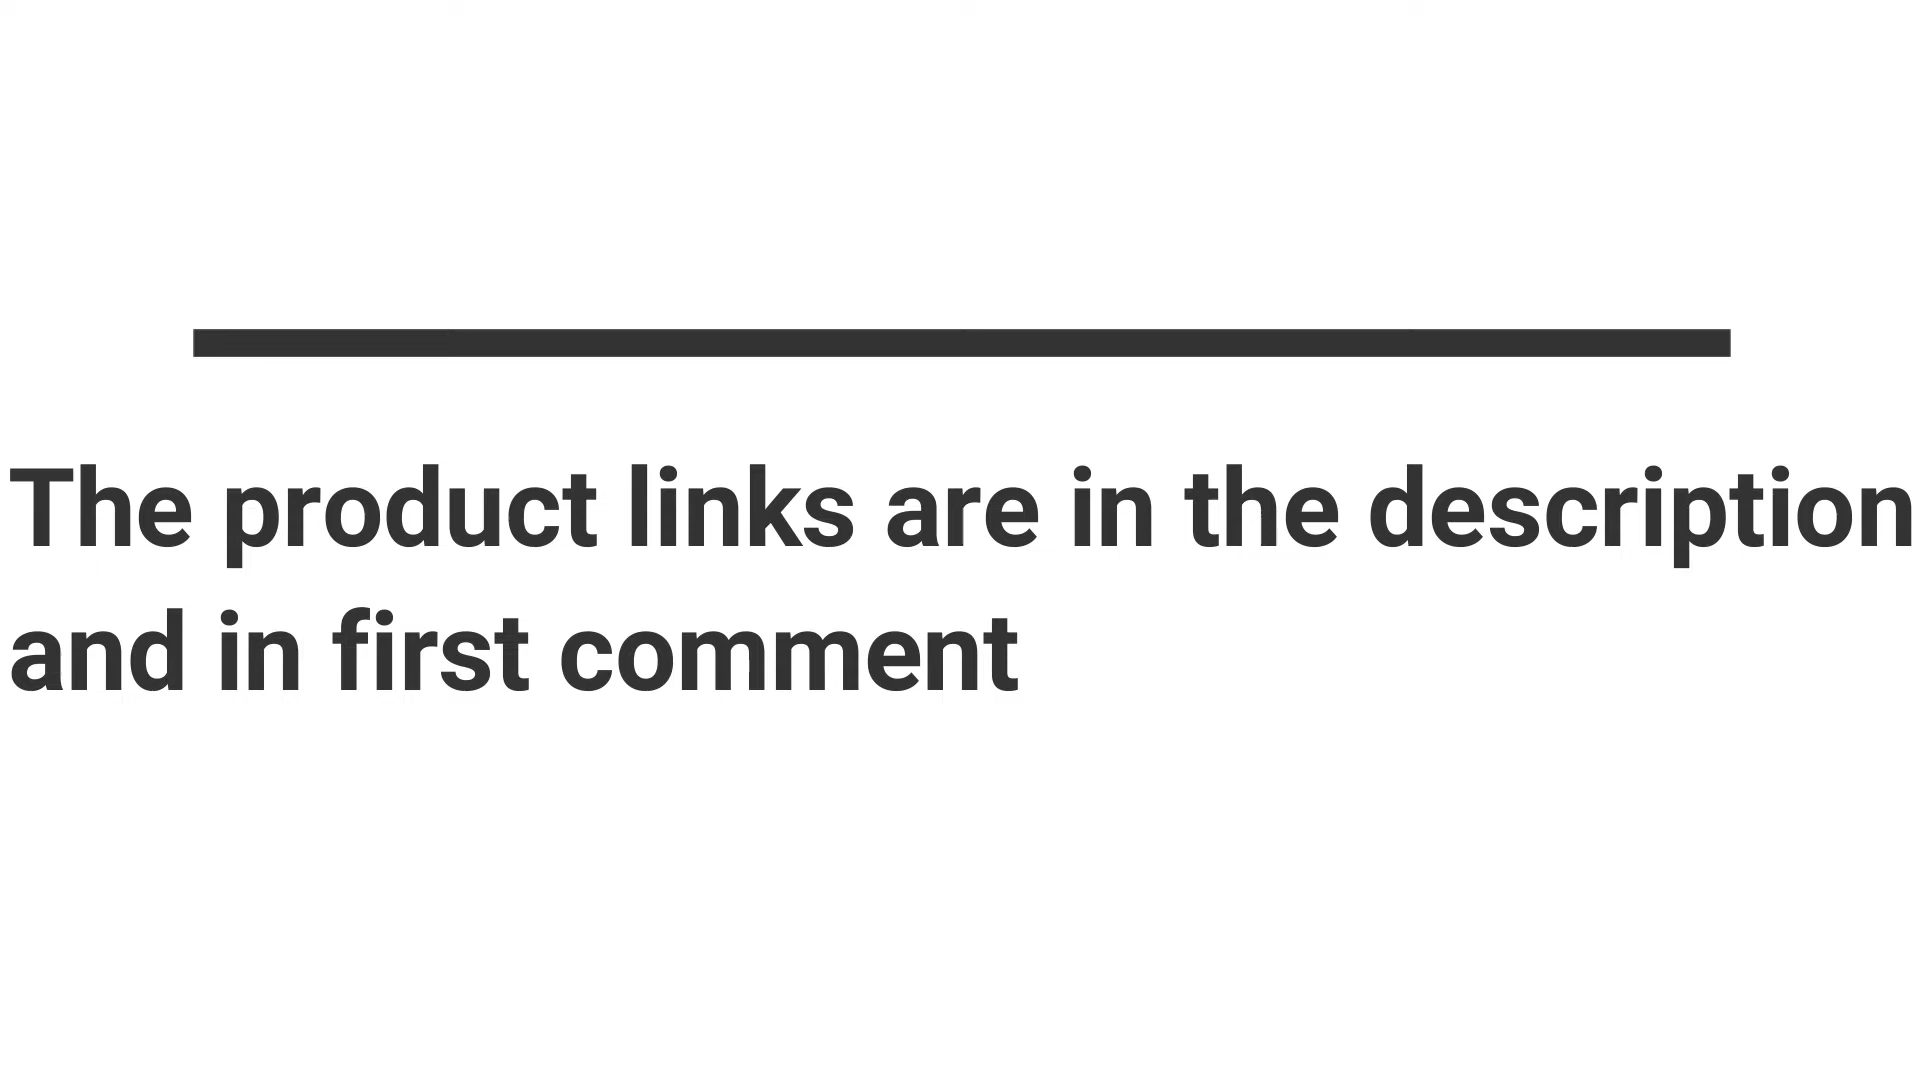 The product links are in the description
and in first comment